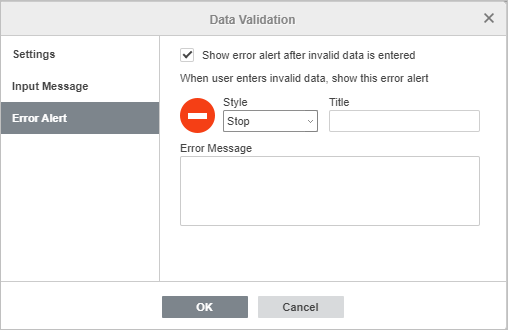 Data Validation
Settings
Input Message
Error Alert
Show error alert after invalid data is entered
When user enters invalid data, show this error alert
Style
Title
Stop
Error Message
OK
Cancel